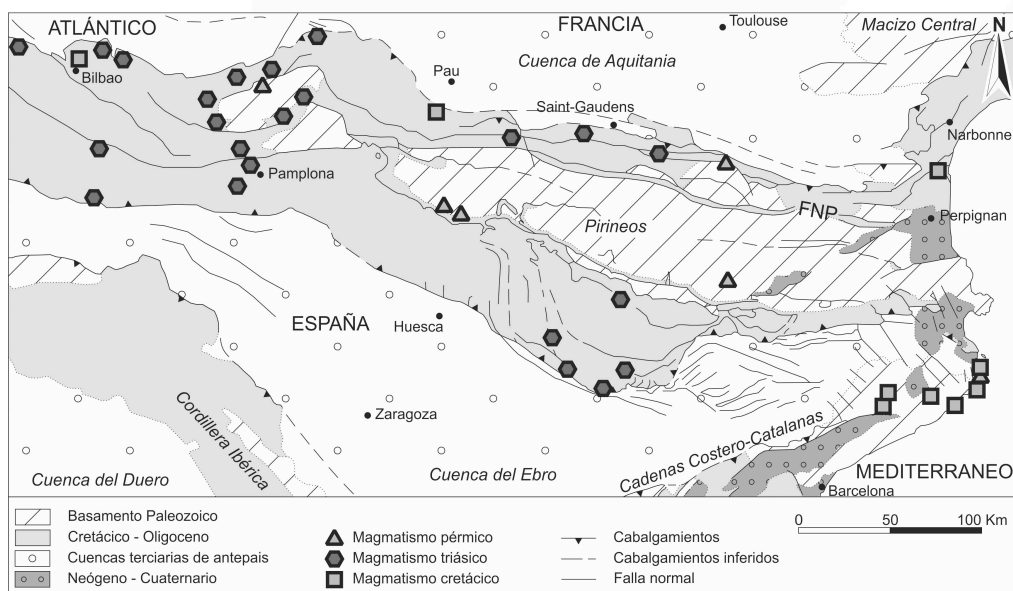 ATLÁNTICO
FRANCIA
Toulouse
Macizo Central
N
Bilbao
Pau
Cuenca de Aquitania
Saint-Gaudens
Narbonne
Pamplona
FNP
Perpignan
Pirineos
ESPAÑA
Huesca
Zaragoza
Cordillera Ibérica
Cadenas Costero-Catalanas
Cuenca del Duero
Cuenca del Ebro
MEDITERRANEO
Barcelona
Basamento Paleozoico
Cretácico - Oligoceno
Cuencas terciarias de antepais
Neógeno - Cuaternario
Magmatismo pérmico
Magmatismo triásico
Magmatismo cretácico
Cabalgamientos
Cabalgamientos inferidos
Falla normal
0 50 100 Km